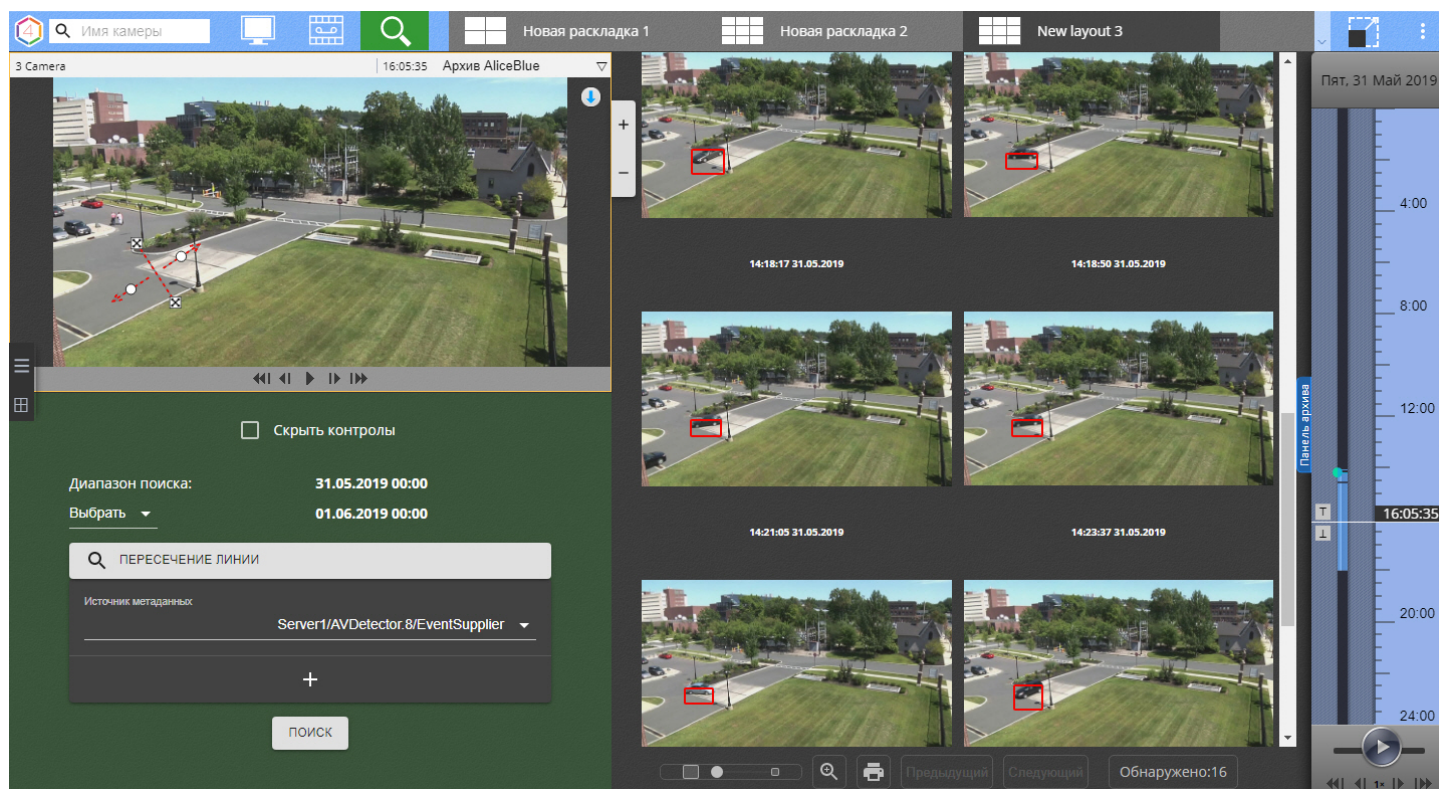 4
Имя камеры
Новая раскладка 1
Новая раскладка 2
New layout 3
3 Camera
16:05:35
Архив AliceBlue
Пят, 31 Май 2019
+
−
14:18:17 31.05.2019
14:18:50 31.05.2019
4:00
8:00
12:00
Панель архива
Скрыть контролы
Диапазон поиска:
31.05.2019 00:00
Выбрать
01.06.2019 00:00
14:21:05 31.05.2019
14:23:37 31.05.2019
16:05:35
ПЕРЕСЕЧЕНИЕ ЛИНИИ
Источник метаданных
Server1/AVDetector.8/EventSupplier
20:00
+
ПОИСК
24:00
Предыдущий
Следующий
Обнаружено:16
1×